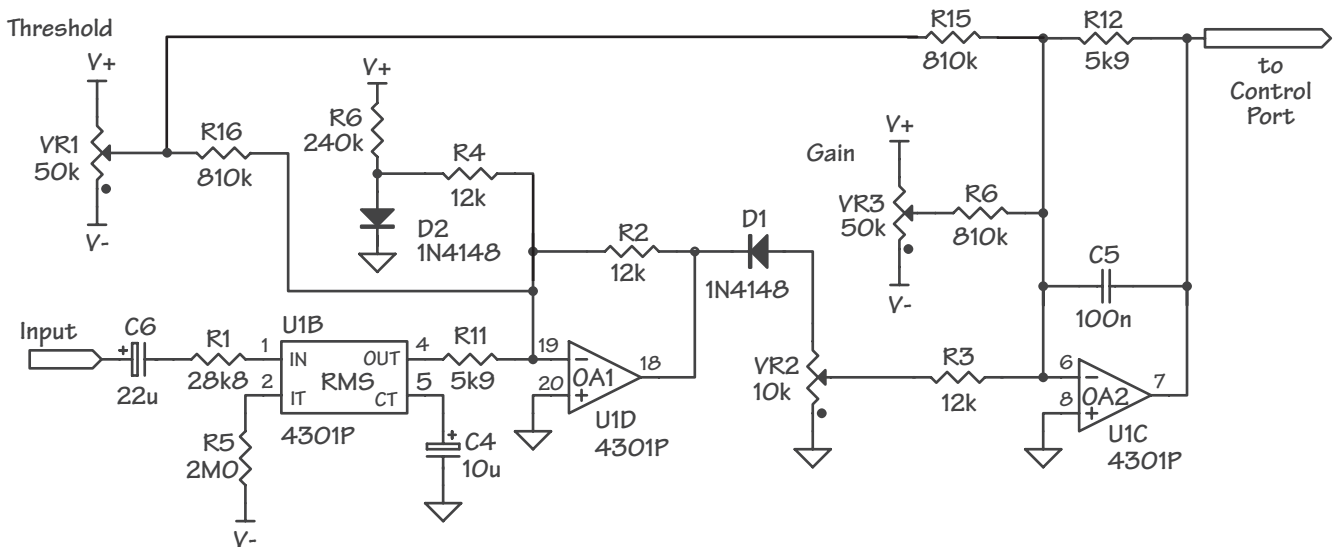 Threshold
V+
VR1
50k
V-
R16
810k
V+
R6
240k
D2
1N4148
R4
12k
R2
12k
D1
1N4148
R15
810k
R12
5k9
to
Control
Port
Gain
V+
VR3
50k
V-
R6
810k
C5
100n
Input
C6
+
22u
R1
28k8
U1B
1
IN
2
IT
RMS
OUT
4
CT
5
4301P
R5
2M0
V-
R11
5k9
+
C4
10u
19
-
20
+
OA1
18
U1D
4301P
VR2
10k
R3
12k
6
-
8
+
OA2
7
U1C
4301P